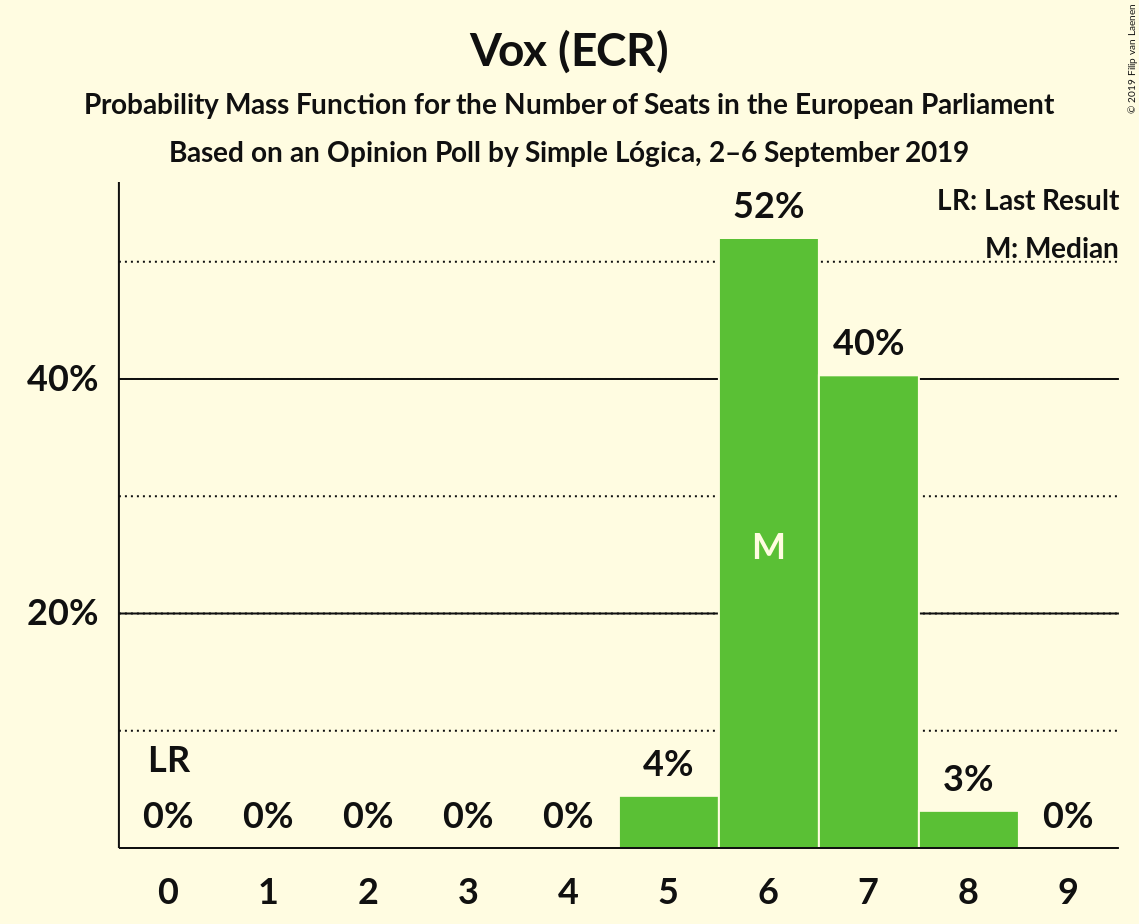 Vox (ECR)
Probability Mass Function for the Number of Seats in the European Parliament
Based on an Opinion Poll by Simple Lógica, 2–6 September 2019
© 2019 Filip van Laenen
LR: Last Result
M: Median
52%
40%
40%
M
20%
LR
4%
3%
0% 0% 0% 0% 0% 0%
0 1 2 3 4 5 6 7 8 9